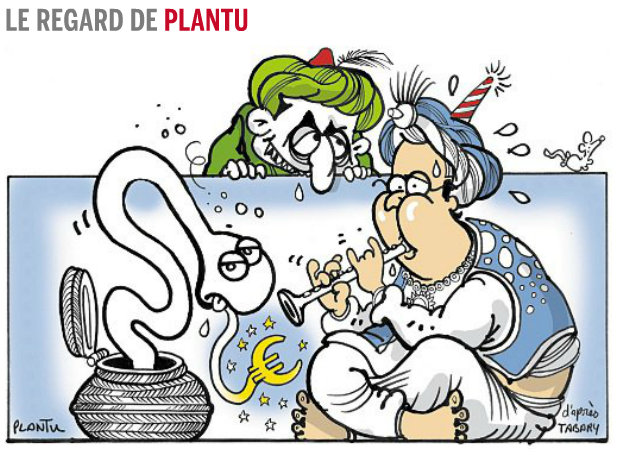 LE REGARD DE PLANTU
€
PLANTU
d'après
TABARY